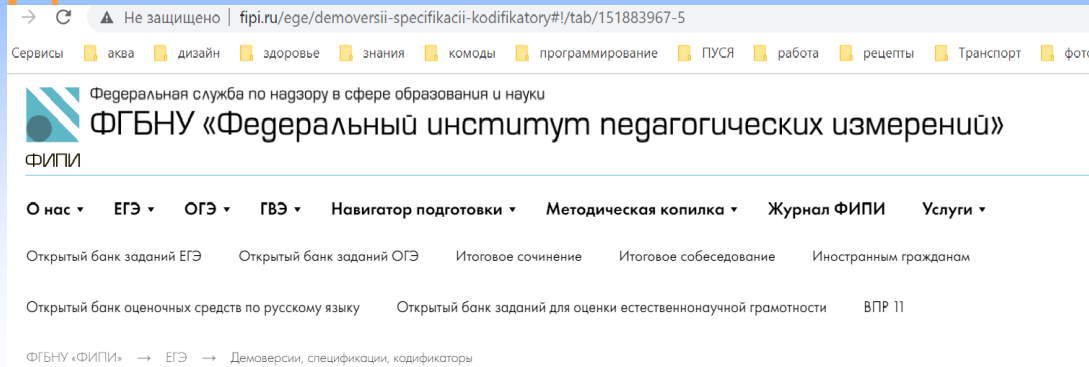 Не защищено | fipi.ru/ege/demoversii-specifikacii-kodifikatory#!/tab/151883967-5
Сервисы аква дизайн здоровье знания комоды программирование ПУСЯ работа рецепты Транспорт фото
Федеральная служба по надзору в сфере образования и науки
ФГБНУ «Федеральный институт педагогических измерений»
ФИПИ
О нас ЕГЭ ОГЭ ГВЭ Навигатор подготовки Методическая копилка Журнал ФИПИ Услуги
Открытый банк заданий ЕГЭ Открытый банк заданий ОГЭ Итоговое сочинение Итоговое собеседование Иностранным гражданам
Открытый банк оценочных средств по русскому языку Открытый банк заданий для оценки естественнонаучной грамотности ВПР 11
ФГБНУ «ФИПИ» → ЕГЭ → Демоверсии, спецификации, кодификаторы